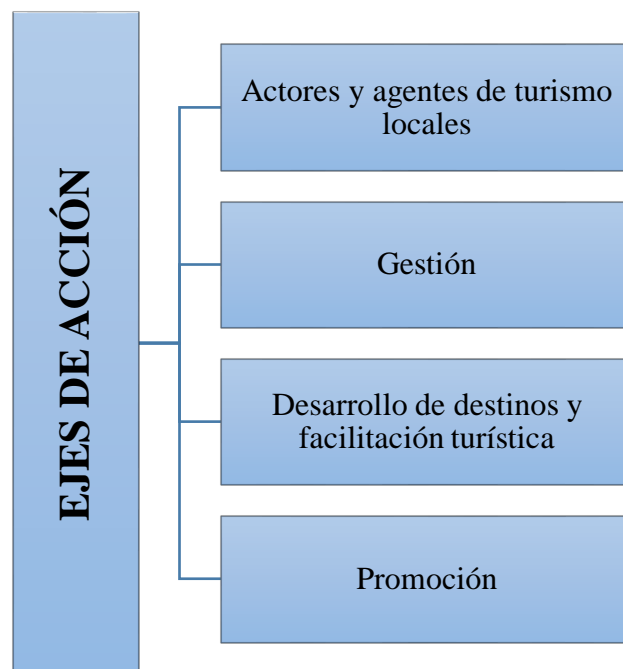 EJES DE ACCIÓN
Actores y agentes de turismo
locales
Gestión
Desarrollo de destinos y
facilitación turística
Promoción